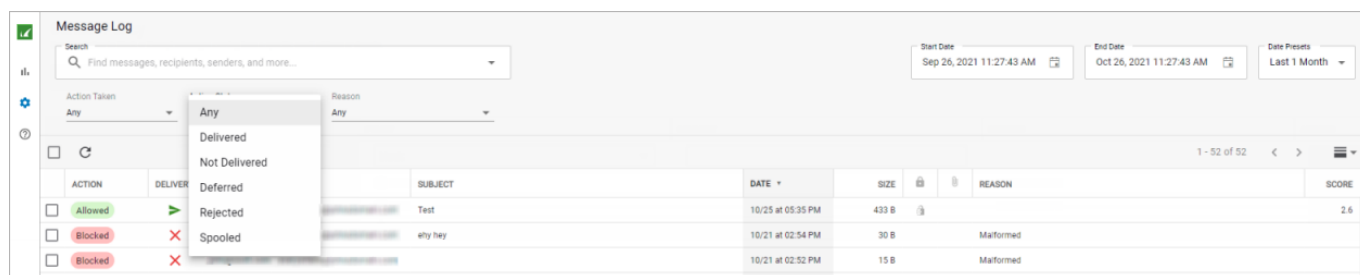 Message Log
Search
Find messages, recipients, senders, and more...
Start Date
Sep 26, 2021 11:27:43 AM
End Date
Oct 26, 2021 11:27:43 AM
Date Presets
Last 1 Month
Action Taken
Any
Reason
Any
Any
Delivered
Not Delivered
Deferred
Rejected
Spooled
1 - 52 of 52
ACTION DELIVER SUBJECT DATE SIZE REASON SCORE
Allowed Test 10/25 at 05:35 PM 433 B 2.6
Blocked ehy hey 10/21 at 02:54 PM 30 B Malformed
Blocked 10/21 at 02:52 PM 15 B Malformed